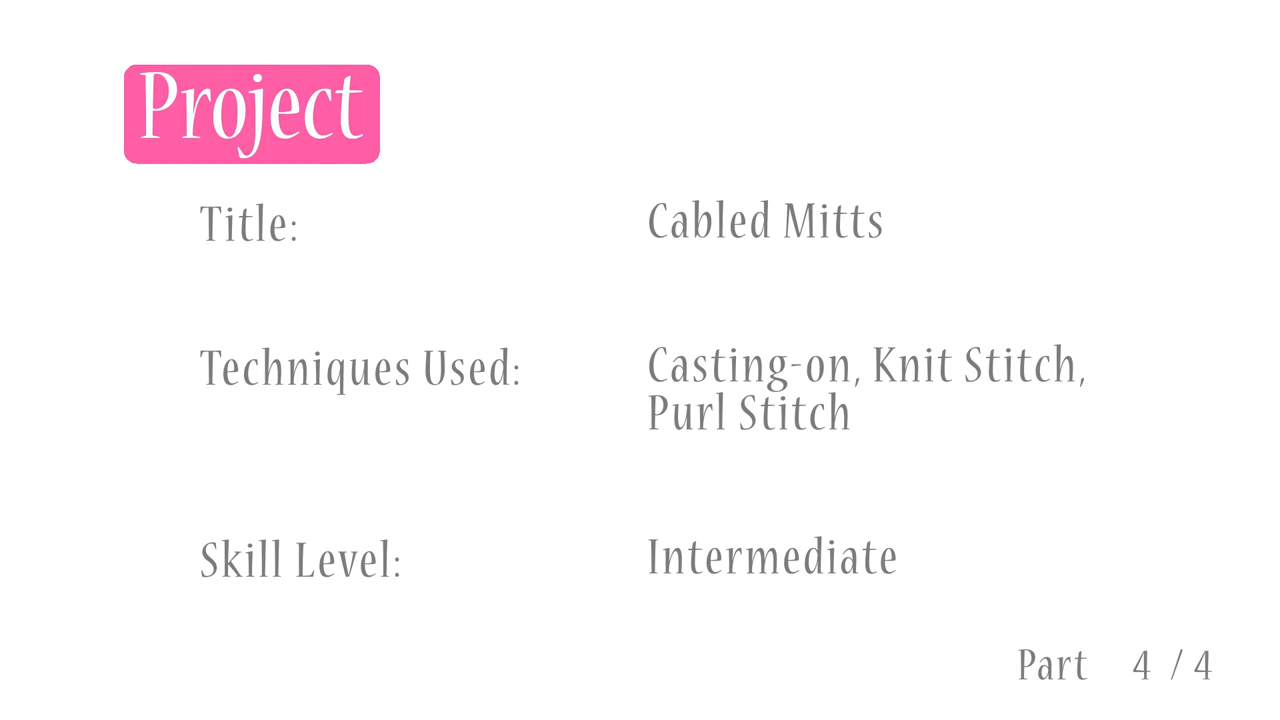 Project
Title: Cabled Mitts
Techniques Used: Casting-on, Knit Stitch,
Purl Stitch
Skill Level: Intermediate
Part 4 / 4